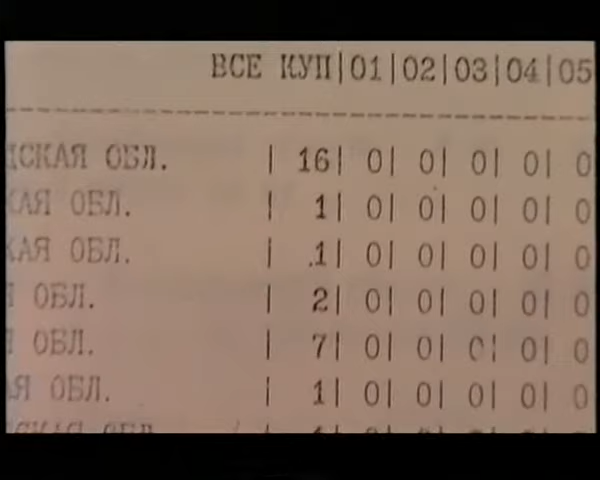 ВСЕ КУП|01|02|03|04|05
ДСКАЯ ОБЛ. | 16| 0| 0| 0| 0| 0
КАЯ ОБЛ. | 1| 0| 0| 0| 0| 0
КАЯ ОБЛ. | 1| 0| 0| 0| 0| 0
Я ОБЛ. | 2| 0| 0| 0| 0| 0
Я ОБЛ. | 7| 0| 0| 0| 0| 0
АЯ ОБЛ. | 1| 0| 0| 0| 0| 0